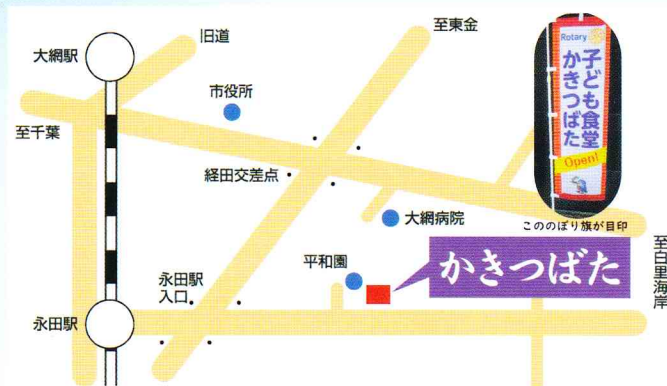 大網駅
旧道
至東金
市役所
至千葉
経田交差点
大網病院
永田駅
入口
平和園
かきつばた
永田駅
至白里海岸
Rotary
子ども食堂
かきつばた
Open!
こののぼり旗が目印